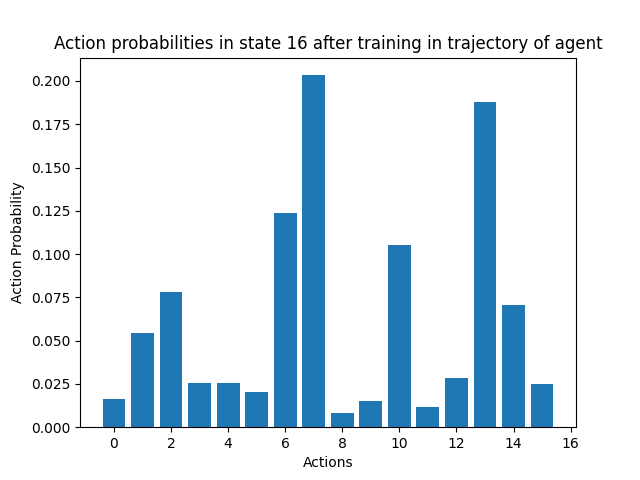 Action probabilities in state 16 after training in trajectory of agent
0.200
0.175
0.150
0.125
0.100
0.075
0.050
0.025
0.000
Action Probability
0 2 4 6 8 10 12 14 16
Actions